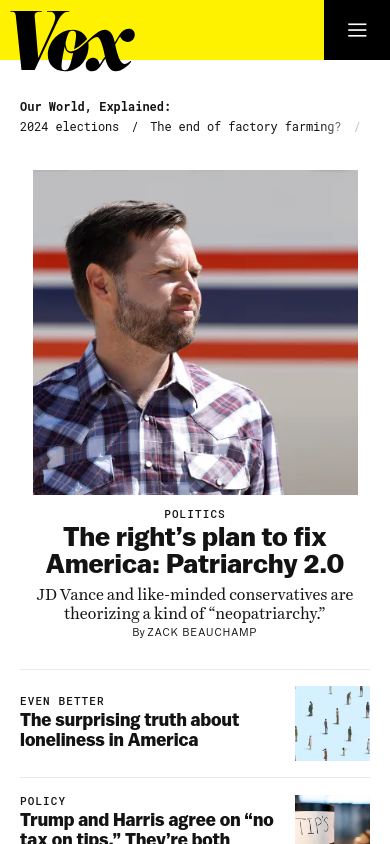 Vox
Our World, Explained:
2024 elections / The end of factory farming? /
POLITICS
The right’s plan to fix
America: Patriarchy 2.0
JD Vance and like-minded conservatives are
theorizing a kind of “neopatriarchy.”
By ZACK BEAUCHAMP
EVEN BETTER
The surprising truth about
loneliness in America
POLICY
Trump and Harris agree on “no
tax on tips.” They’re both
TIPS